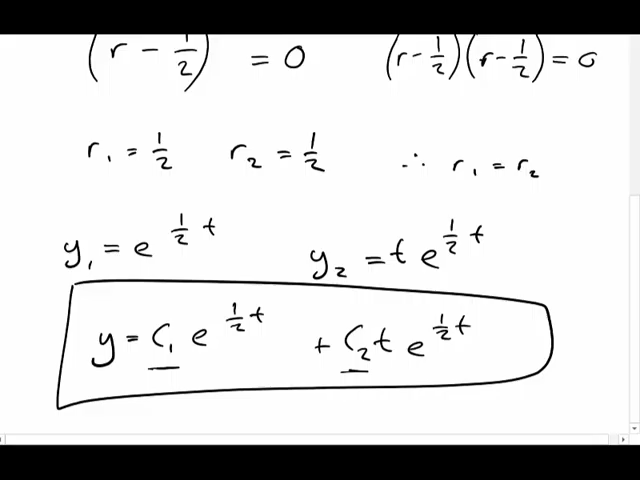 (r - 1/2) = 0 (r-1/2)(r-1/2)=0
r₁ = 1/2 r₂ = 1/2 ∴ r₁ = r₂
y₁ = e^(1/2 t) y₂ = t e^(1/2 t)
y = C₁ e^(1/2 t) + C₂ t e^(1/2 t)